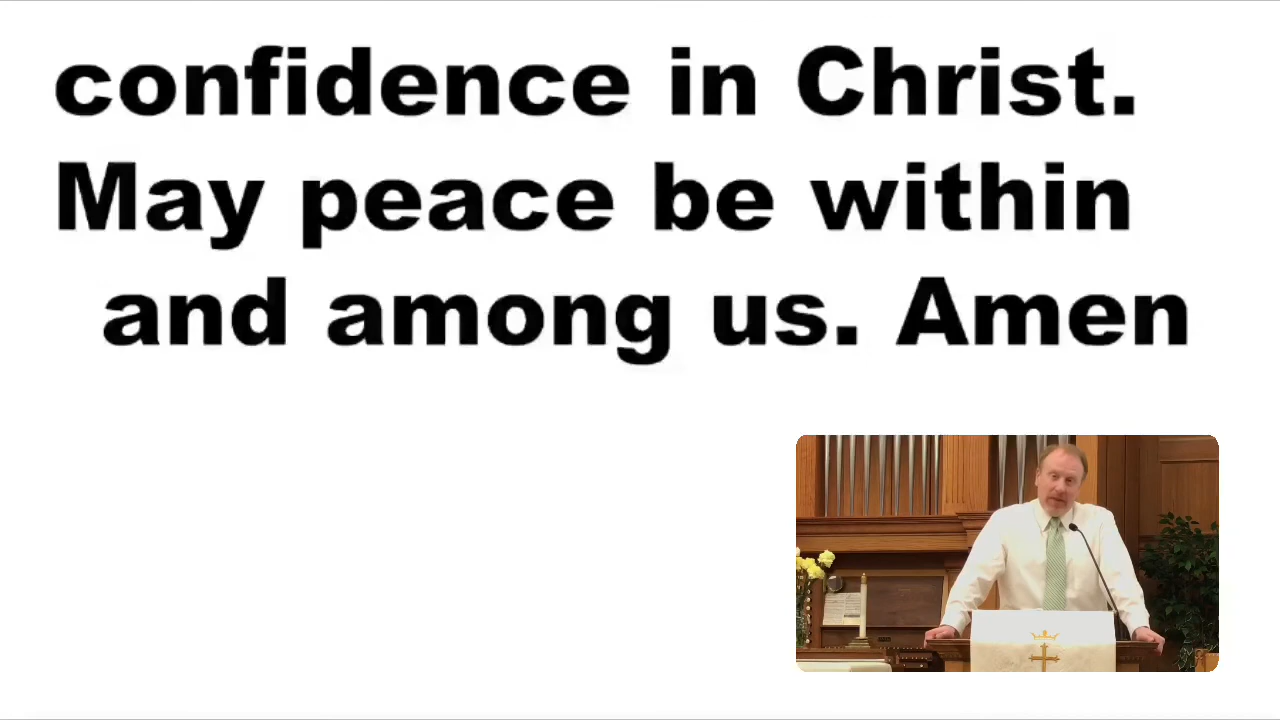 confidence in Christ.
May peace be within
and among us. Amen